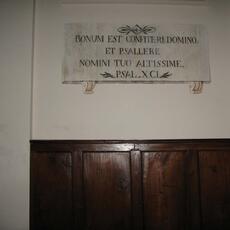 BONUM EST CONFITERI DOMINO,
ET PSALLERE
NOMINI TUO ALTISSIME.
PSAL. XCI.